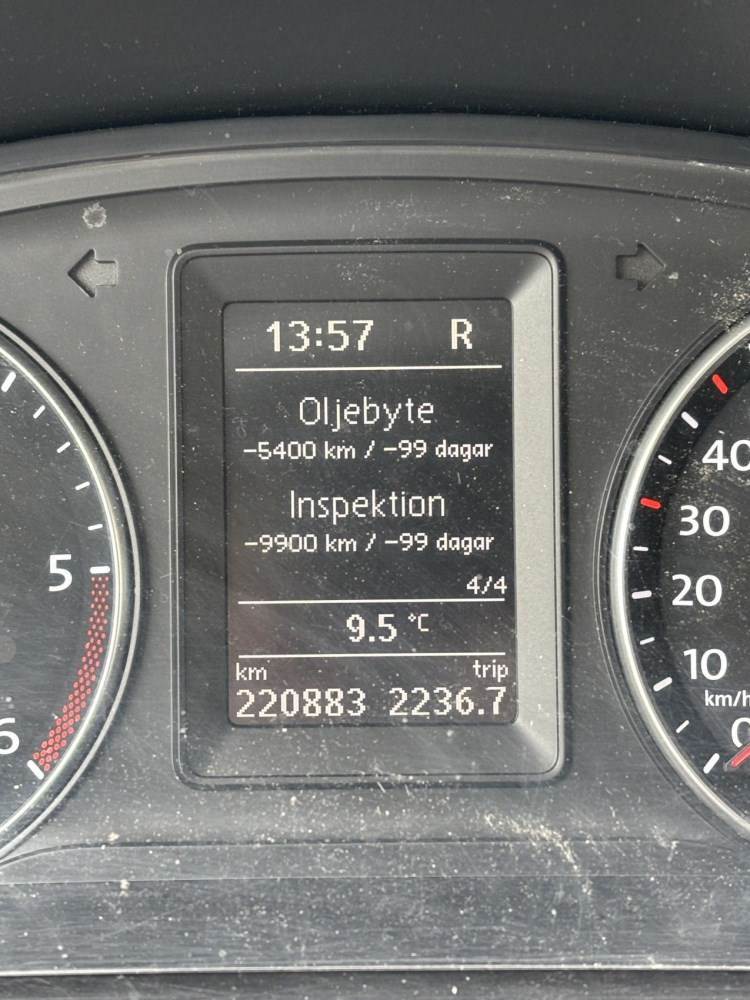 13:57 R
Oljebyte
-5400 km / -99 dagar
Inspektion
-9900 km / -99 dagar
4/4
9.5 °C
km trip
220883 2236.7
5
6
40
30
20
10
km/h
0